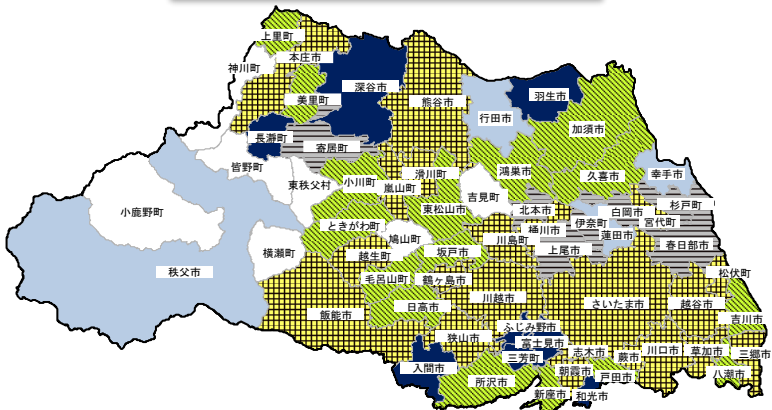 上里町
本庄市
神川町
美里町
深谷市
熊谷市
行田市
羽生市
加須市
長瀞町
寄居町
皆野町
東秩父村
小川町
嵐山町
滑川町
吉見町
鴻巣市
久喜市
幸手市
小鹿野町
ときがわ町
東松山市
北本市
桶川市
伊奈町
白岡市
蓮田市
宮代町
杉戸町
横瀬町
鳩山町
越生町
坂戸市
川島町
上尾市
春日部市
秩父市
毛呂山町
鶴ヶ島市
松伏町
飯能市
日高市
川越市
さいたま市
越谷市
吉川市
狭山市
ふじみ野市
富士見市
三芳町
志木市
蕨市
川口市
草加市
三郷市
入間市
所沢市
朝霞市
戸田市
八潮市
新座市
和光市